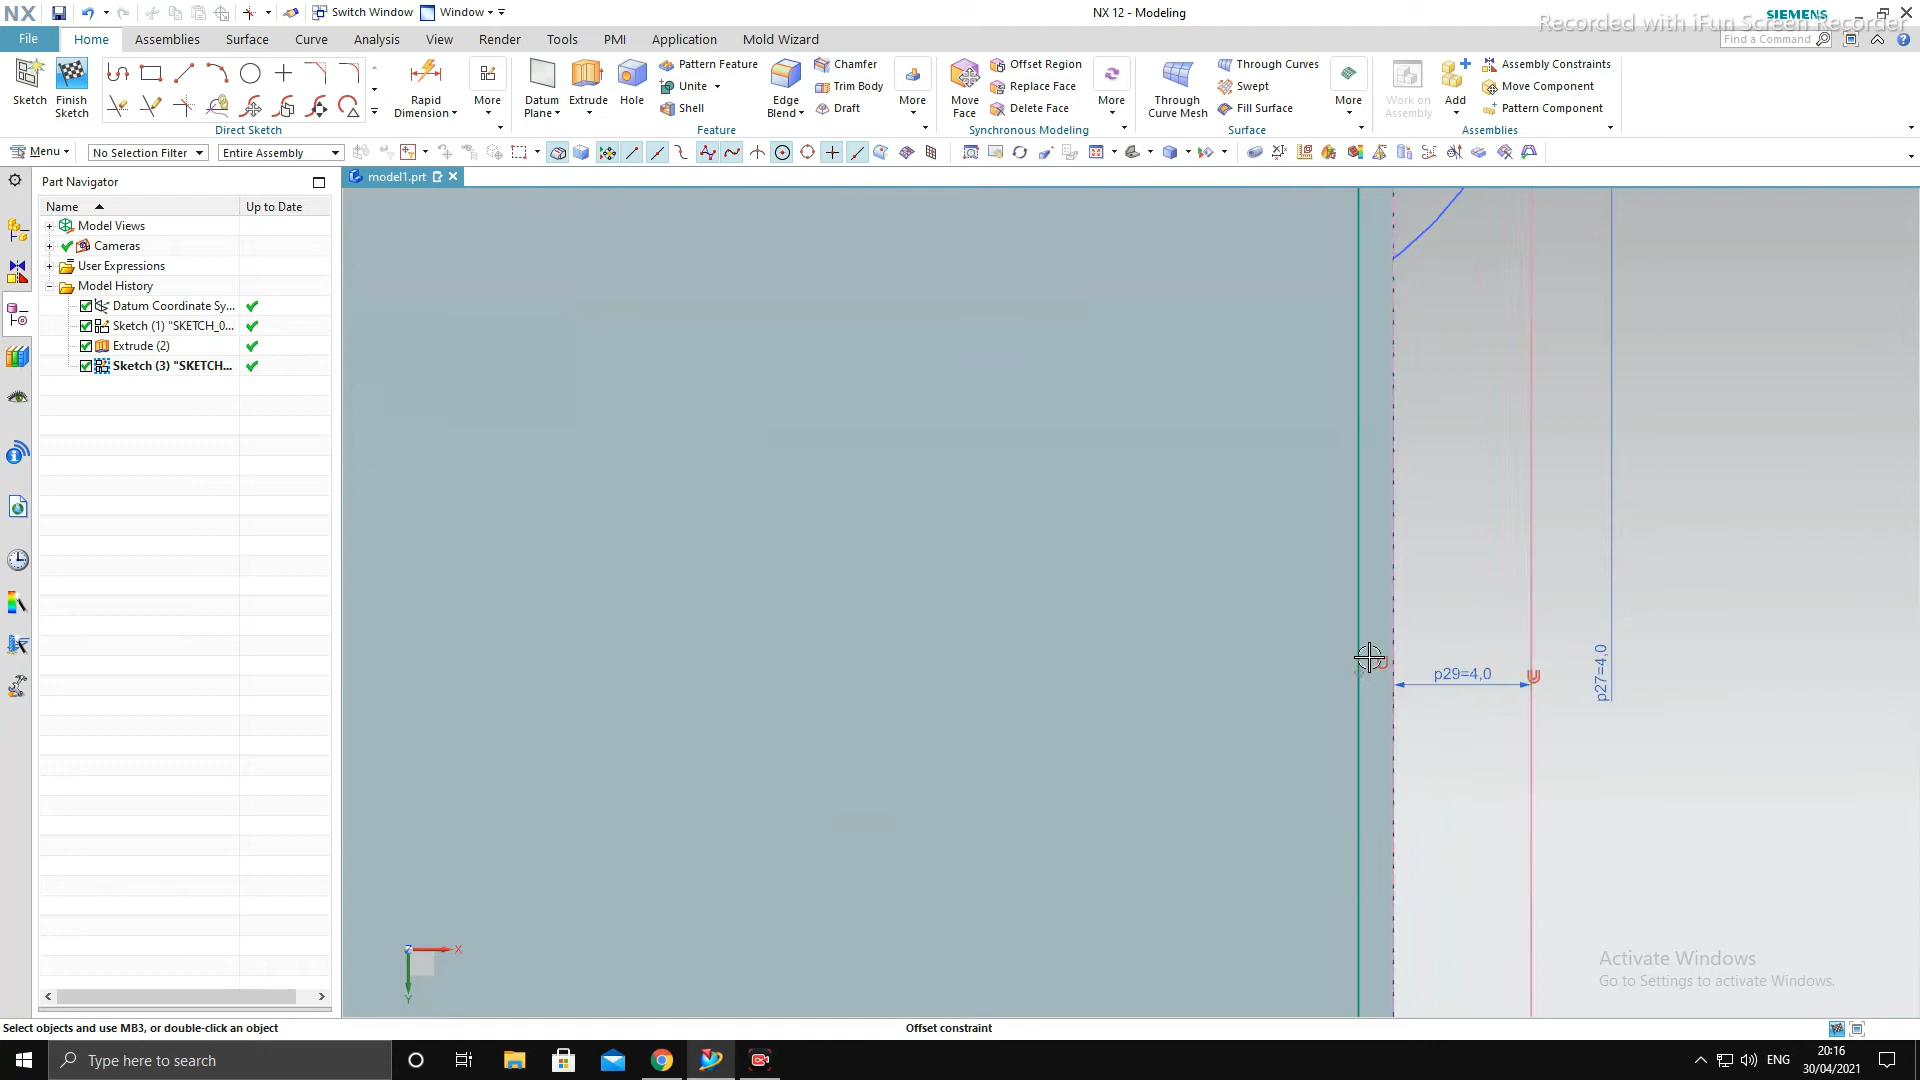 NX
Switch Window
Window
NX 12 - Modeling
SIEMENS
Recorded with iFun Screen Recorder
File
Home
Assemblies
Surface
Curve
Analysis
View
Render
Tools
PMI
Application
Mold Wizard
Find a Command
Sketch
Finish Sketch
Rapid Dimension
More
Direct Sketch
Datum Plane
Extrude
Hole
Pattern Feature
Unite
Shell
Edge Blend
Chamfer
Trim Body
Draft
More
Feature
Move Face
Offset Region
Replace Face
Delete Face
More
Synchronous Modeling
Through Curve Mesh
Through Curves
Swept
Fill Surface
More
Surface
Work on Assembly
Add
Assembly Constraints
Move Component
Pattern Component
Assemblies
Menu
No Selection Filter
Entire Assembly
Part Navigator
model1.prt
Name
Up to Date
Model Views
Cameras
User Expressions
Model History
Datum Coordinate Sy...
Sketch (1) "SKETCH_0...
Extrude (2)
Sketch (3) "SKETCH...
p29=4,0
p27=4,0
Z
X
Y
Activate Windows
Go to Settings to activate Windows.
Select objects and use MB3, or double-click an object
Offset constraint
Type here to search
ENG
20:16
30/04/2021